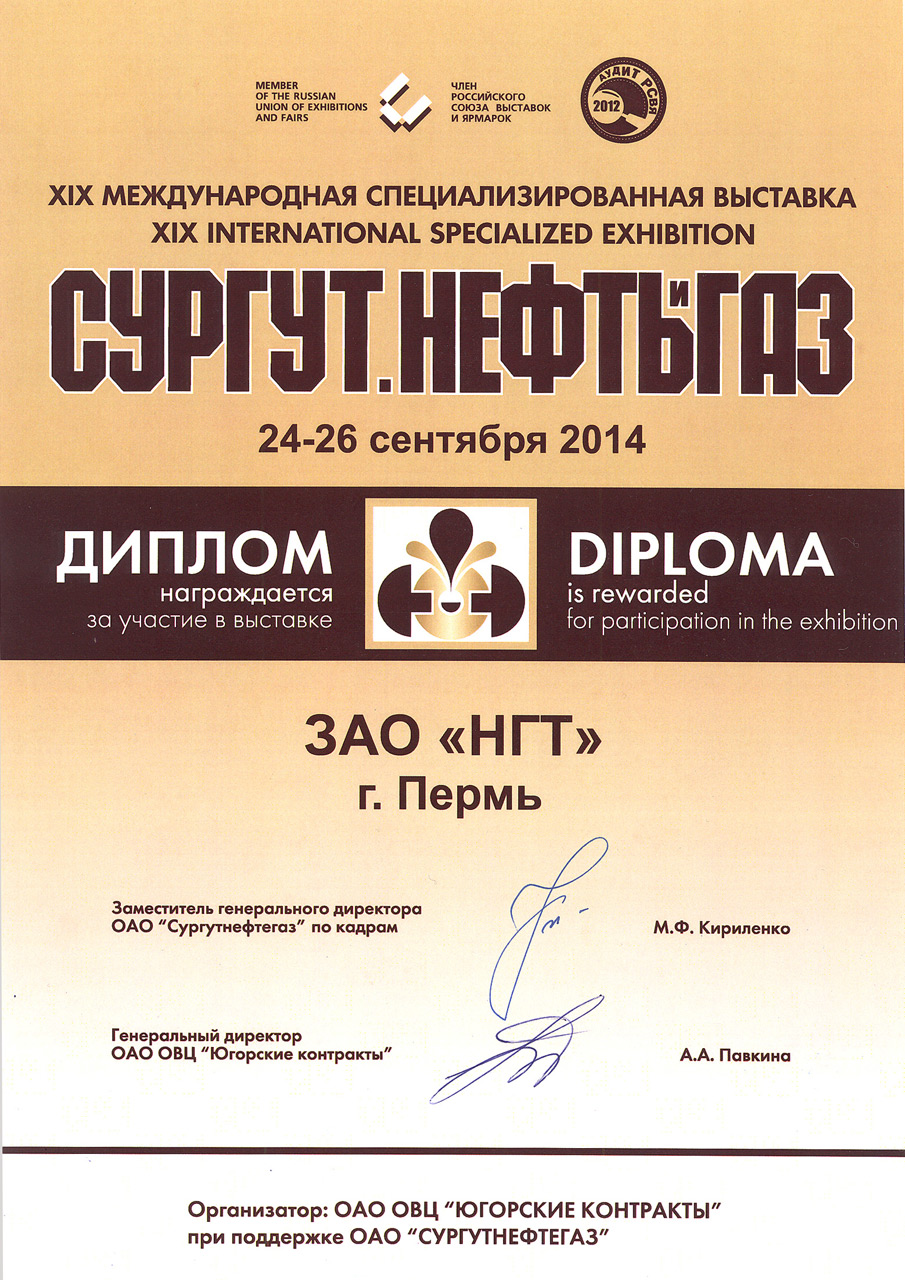 MEMBER
OF THE RUSSIAN
UNION OF EXHIBITIONS
AND FAIRS
ЧЛЕН
РОССИЙСКОГО
СОЮЗА ВЫСТАВОК
И ЯРМАРОК
АУДИТ РСВЯ
2012
XIX МЕЖДУНАРОДНАЯ СПЕЦИАЛИЗИРОВАННАЯ ВЫСТАВКА
XIX INTERNATIONAL SPECIALIZED EXHIBITION
СУРГУТ.НЕФТЬ И ГАЗ
24-26 сентября 2014
ДИПЛОМ
награждается
за участие в выставке
DIPLOMA
is rewarded
for participation in the exhibition
ЗАО «НГТ»
г. Пермь
Заместитель генерального директора
ОАО “Сургутнефтегаз” по кадрам
М.Ф. Кириленко
Генеральный директор
ОАО ОВЦ “Югорские контракты”
А.А. Павкина
Организатор: ОАО ОВЦ “ЮГОРСКИЕ КОНТРАКТЫ”
при поддержке ОАО “СУРГУТНЕФТЕГАЗ”